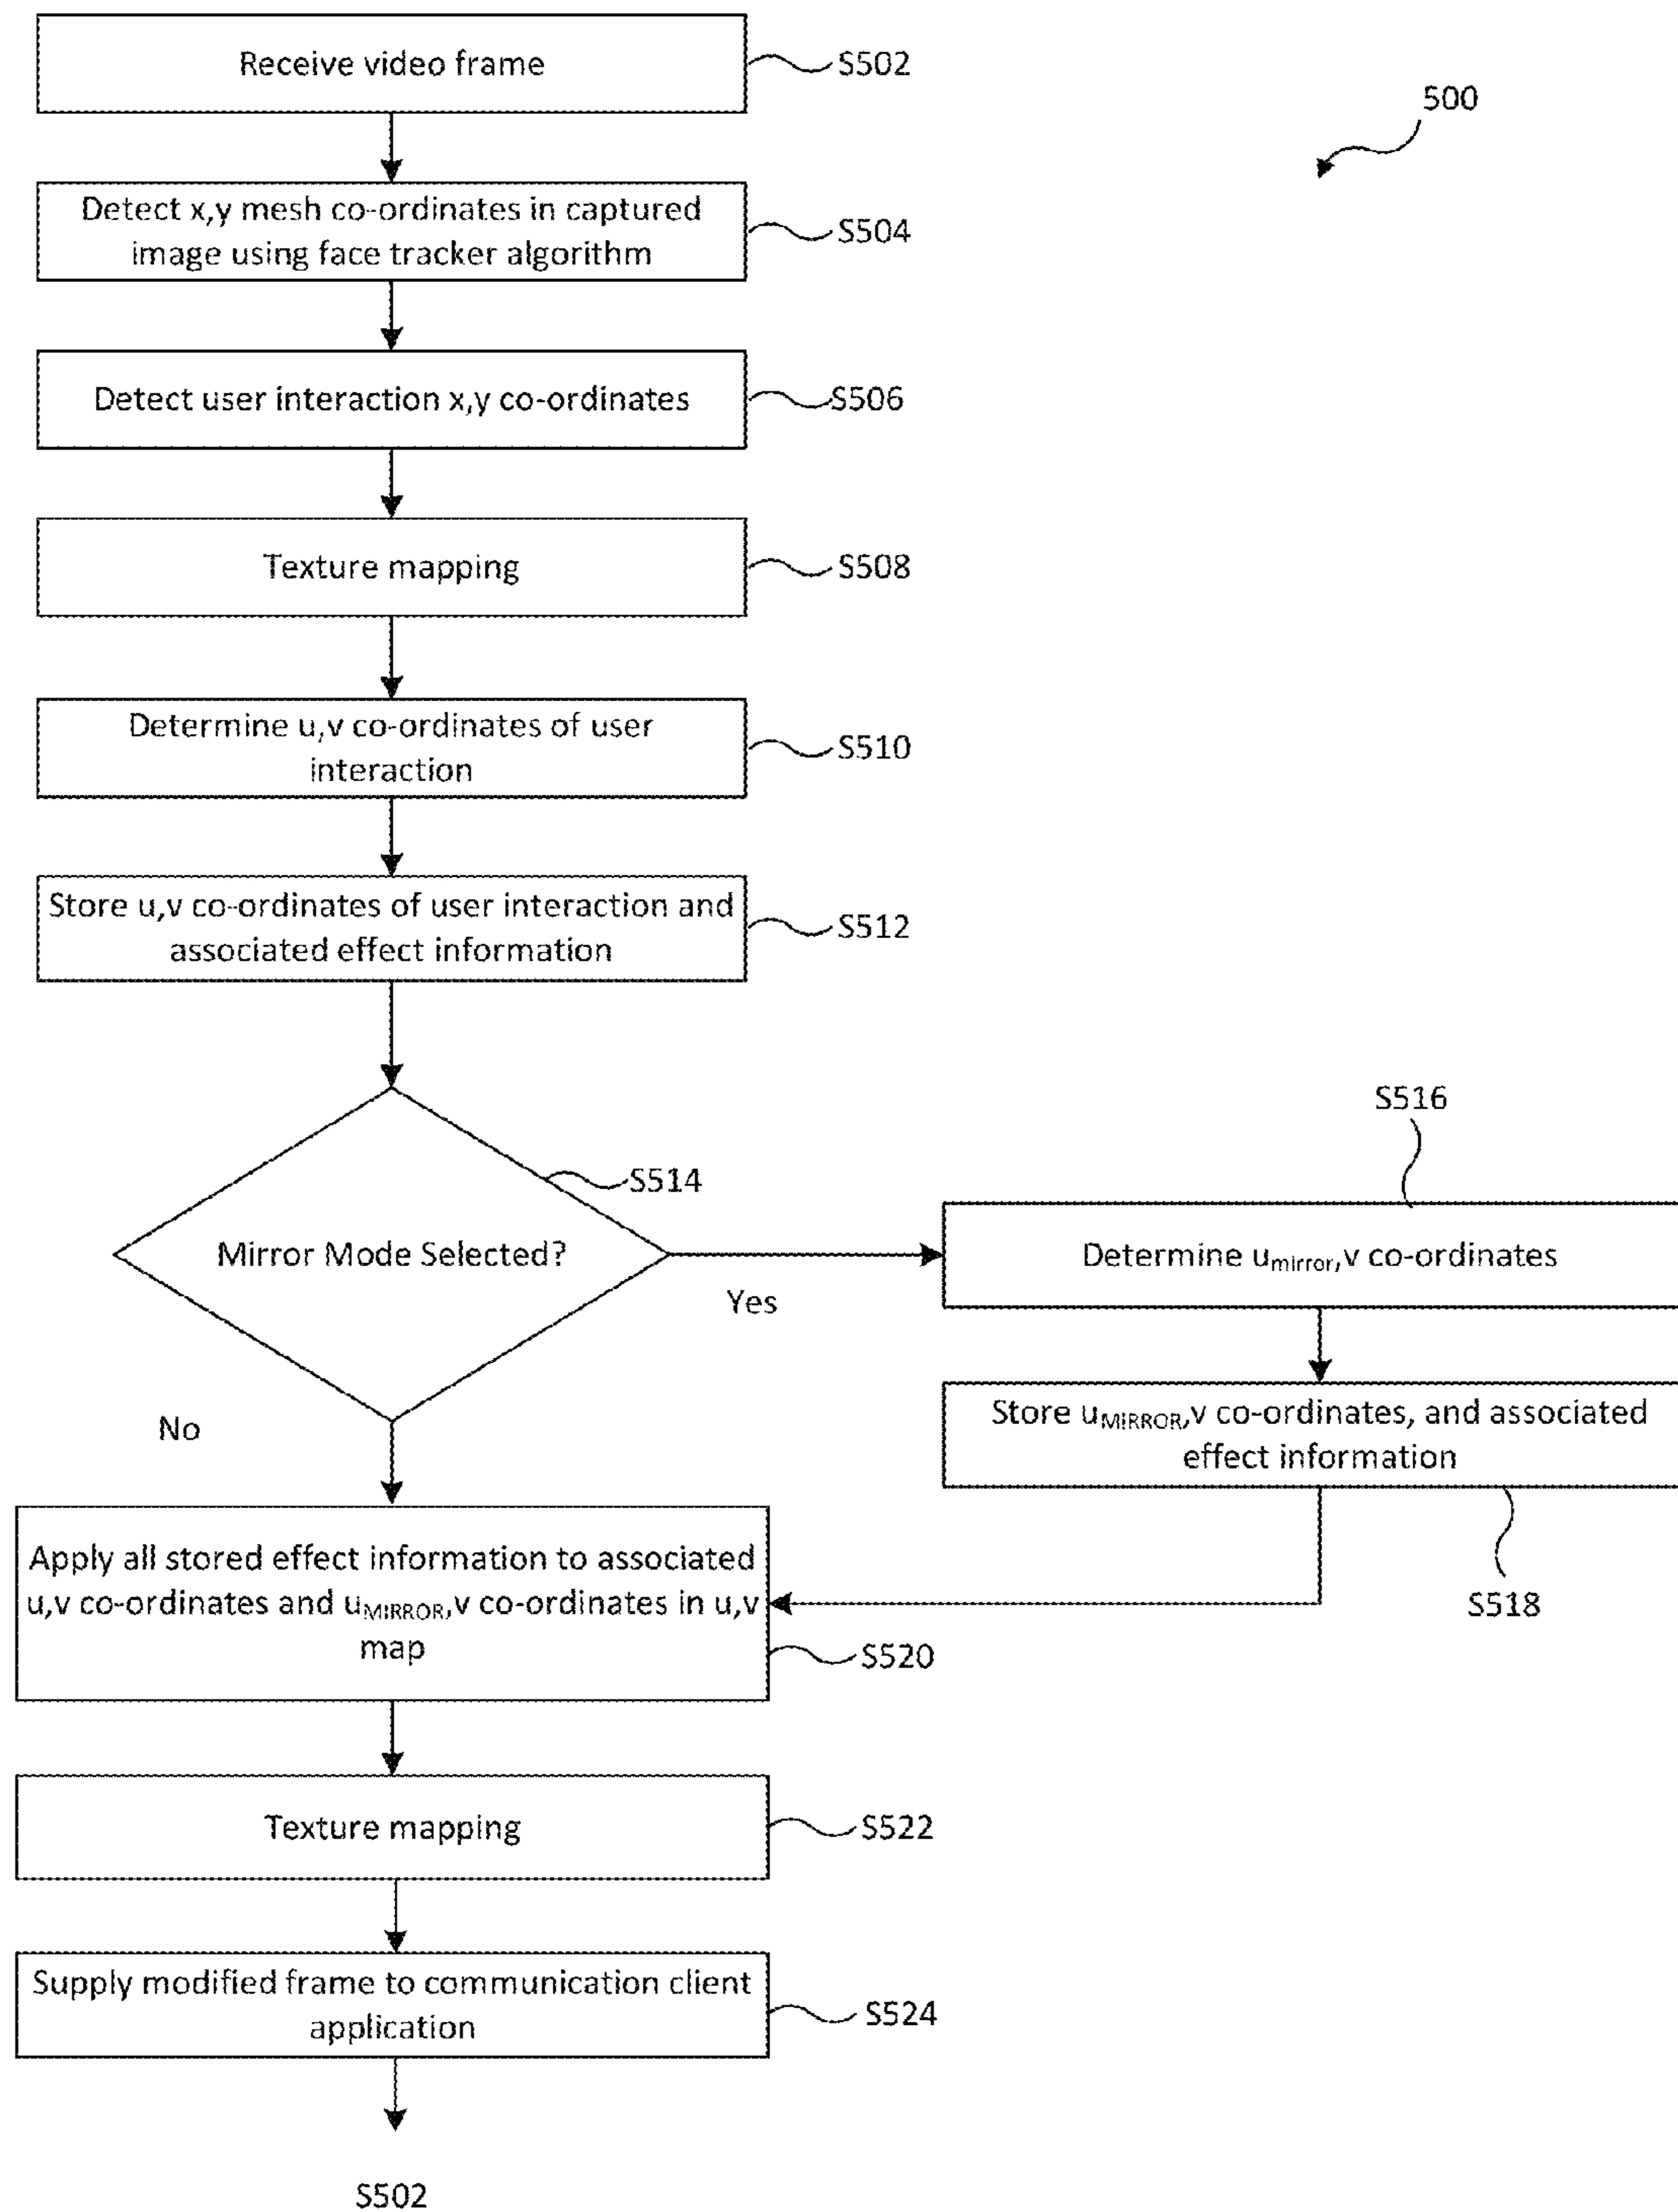 Receive video frame
S502
500
Detect x,y mesh co-ordinates in captured
image using face tracker algorithm
S504
Detect user interaction x,y co-ordinates
S506
Texture mapping
S508
Determine u,v co-ordinates of user
interaction
S510
Store u,v co-ordinates of user interaction and
associated effect information
S512
S514
Mirror Mode Selected?
Yes
No
S516
Determine umirror,v co-ordinates
Store uMIRROR,v co-ordinates, and associated
effect information
S518
Apply all stored effect information to associated
u,v co-ordinates and uMIRROR,v co-ordinates in u,v
map
S520
Texture mapping
S522
Supply modified frame to communication client
application
S524
S502